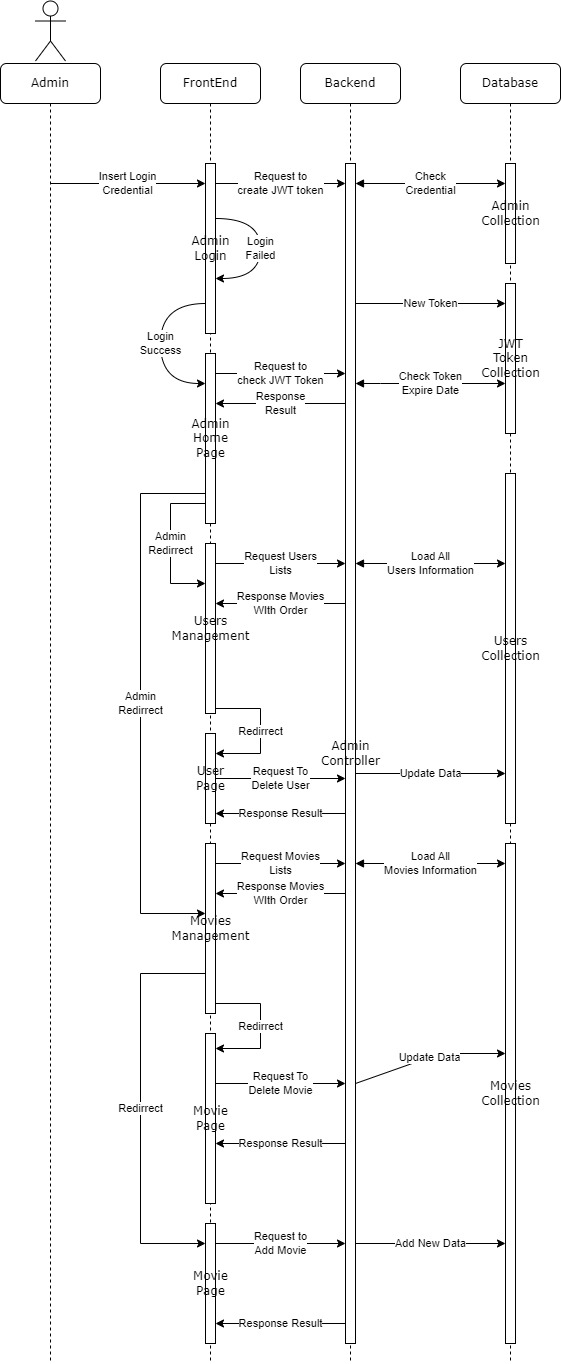 Admin
FrontEnd
Backend
Database
Insert Login
Credential
Request to
create JWT token
Check
Credential
Admin
Collection
Admin
Login
Login
Failed
New Token
Login
Success
JWT
Token
Collection
Request to
check JWT Token
Check Token
Expire Date
Response
Result
Admin
Home
Page
Admin
Redirrect
Request Users
Lists
Load All
Users Information
Response Movies
WIth Order
Users
Management
Users
Collection
Admin
Redirrect
Redirrect
Admin
Controller
User
Page
Request To
Delete User
Update Data
Response Result
Request Movies
Lists
Load All
Movies Information
Response Movies
WIth Order
Movies
Management
Redirrect
Update Data
Request To
Delete Movie
Movies
Collection
Redirrect
Movie
Page
Response Result
Request to
Add Movie
Add New Data
Movie
Page
Response Result